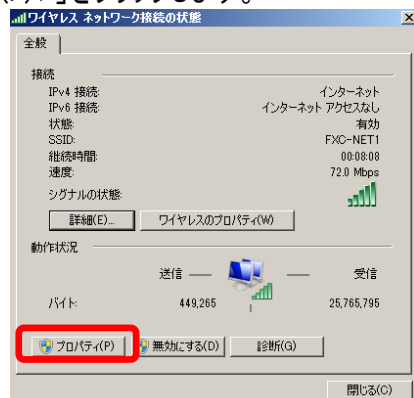 ワイヤレス ネットワーク接続の状態
全般
接続
IPv4 接続: インターネット
IPv6 接続: インターネット アクセスなし
状態: 有効
SSID: FXC-NET1
継続時間: 00:08:08
速度: 72.0 Mbps
シグナルの状態:
詳細(E)... ワイヤレスのプロパティ(W)
動作状況
送信 受信
バイト: 449,265 25,765,795
プロパティ(P) 無効にする(D) 診断(G)
閉じる(C)